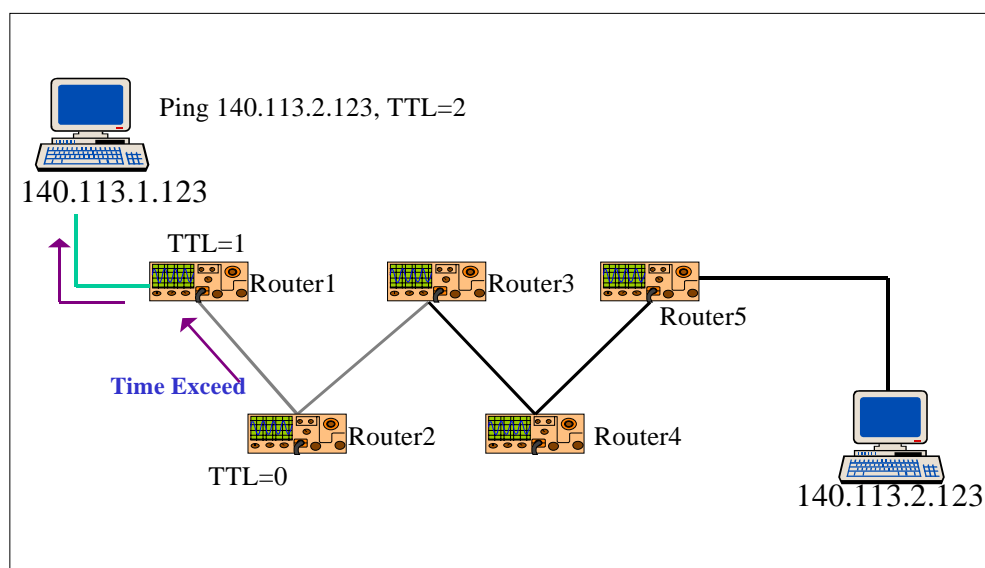 Ping 140.113.2.123, TTL=2
140.113.1.123
TTL=1
Router1
Router3
Router5
Time Exceed
Router2
Router4
TTL=0
140.113.2.123